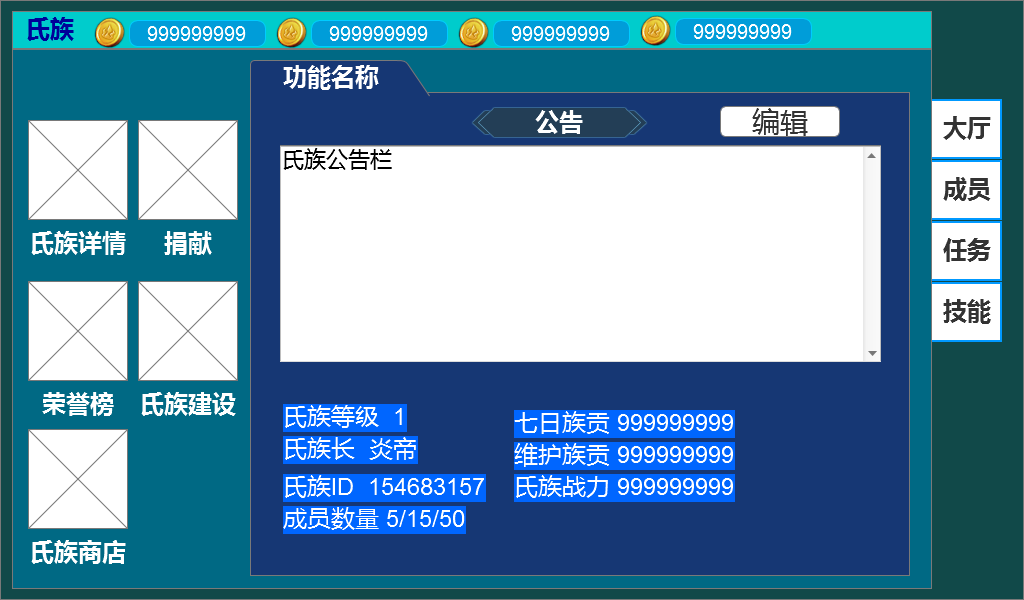 氏族 999999999 999999999 999999999 999999999
功能名称
公告 编辑
氏族公告栏
氏族详情 捐献
荣誉榜 氏族建设
氏族商店
氏族等级 1
氏族长 炎帝
氏族ID 154683157
成员数量 5/15/50
七日族贡 999999999
维护族贡 999999999
氏族战力 999999999
大厅
成员
任务
技能